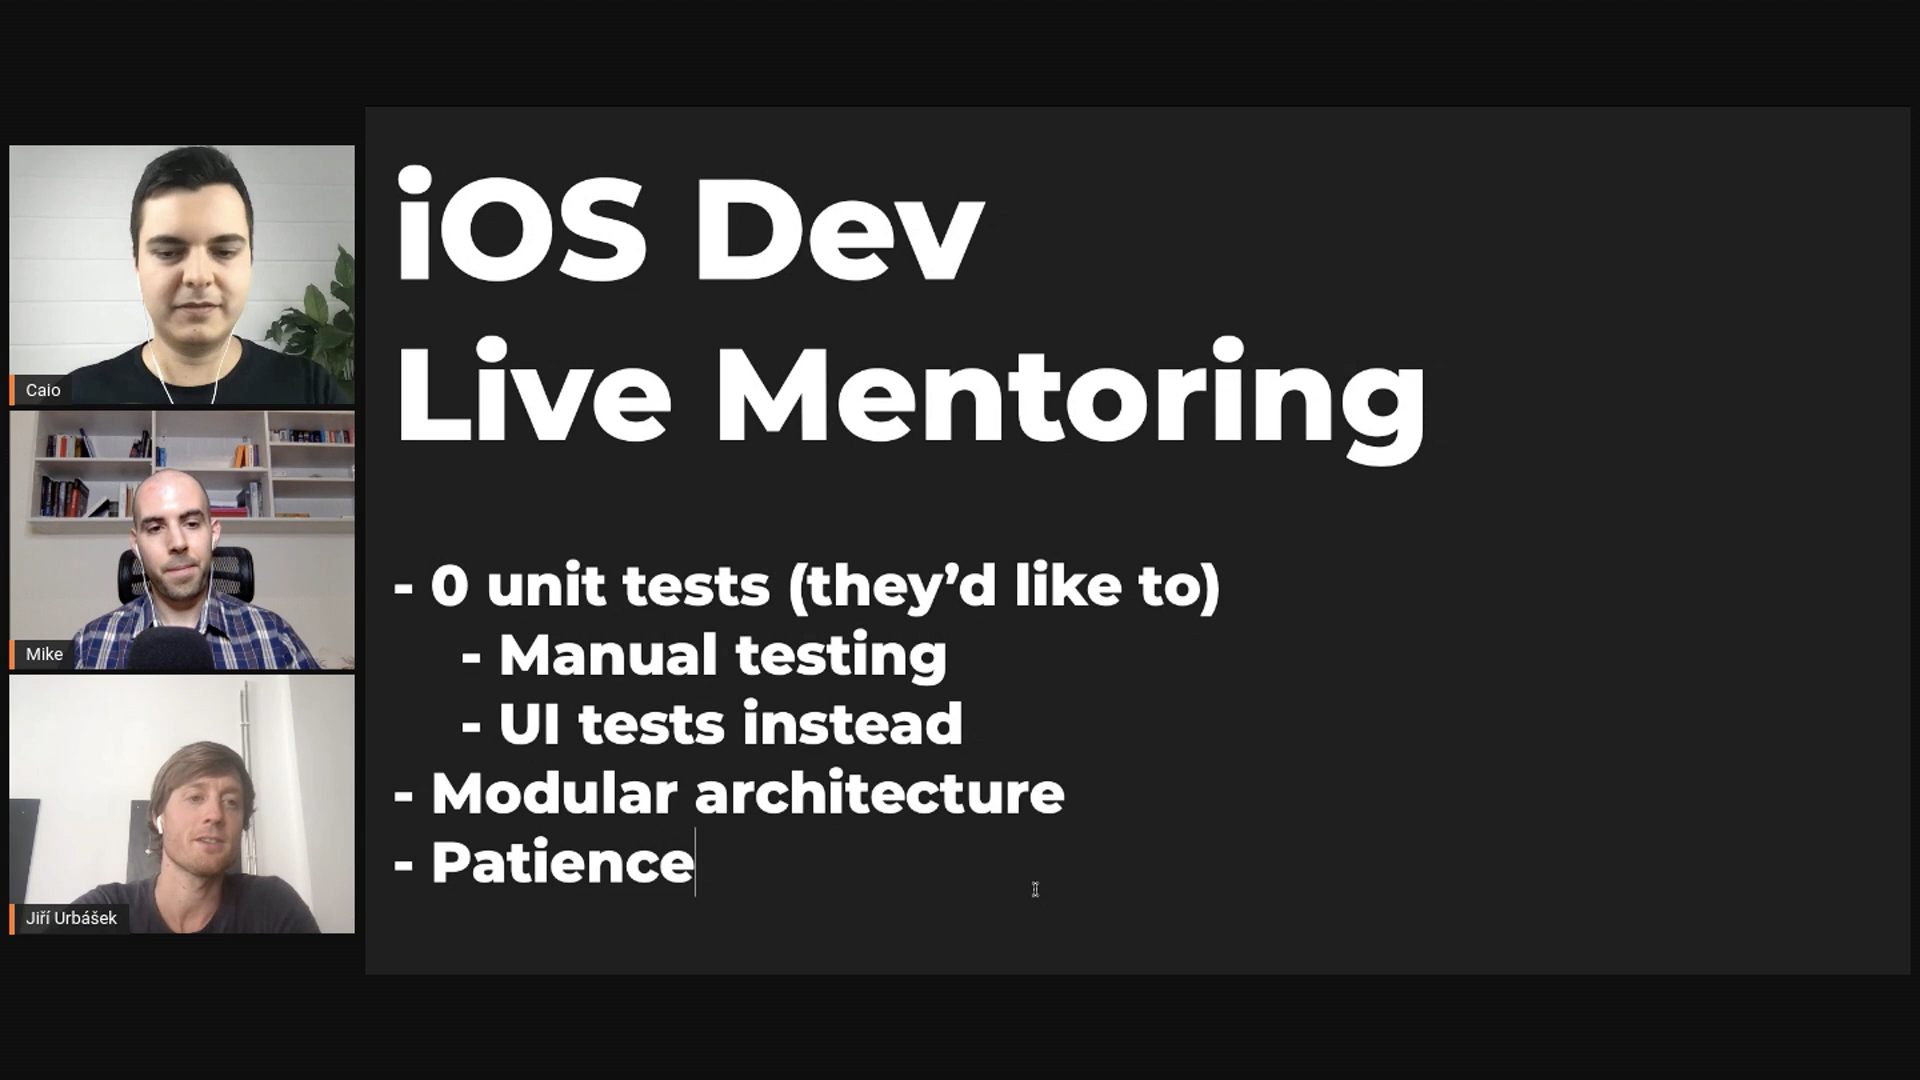 Caio
Mike
Jiří Urbášek
iOS Dev
Live Mentoring
- 0 unit tests (they’d like to)
- Manual testing
- UI tests instead
- Modular architecture
- Patience